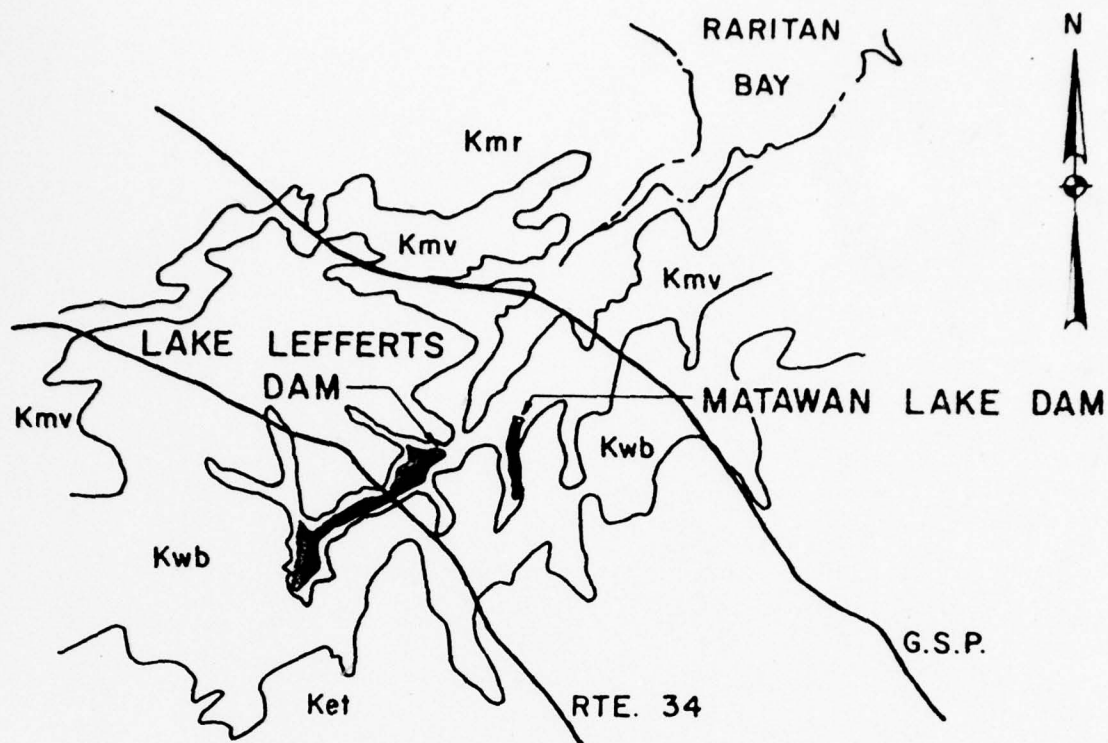 RARITAN
BAY
N
Kmr
Kmv
Kmv
LAKE LEFFERTS
DAM
MATAWAN LAKE DAM
Kmv
Kwb
Kwb
G.S.P.
Ket
RTE. 34